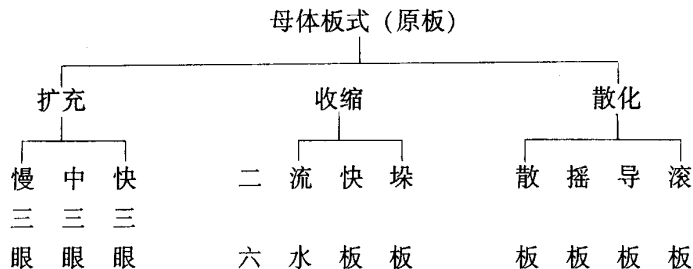 母体板式(原板)
扩充 收缩 散化
慢三眼 中三眼 快三眼 二六 流水 快板 垛板 散板 摇板 导板 滚板